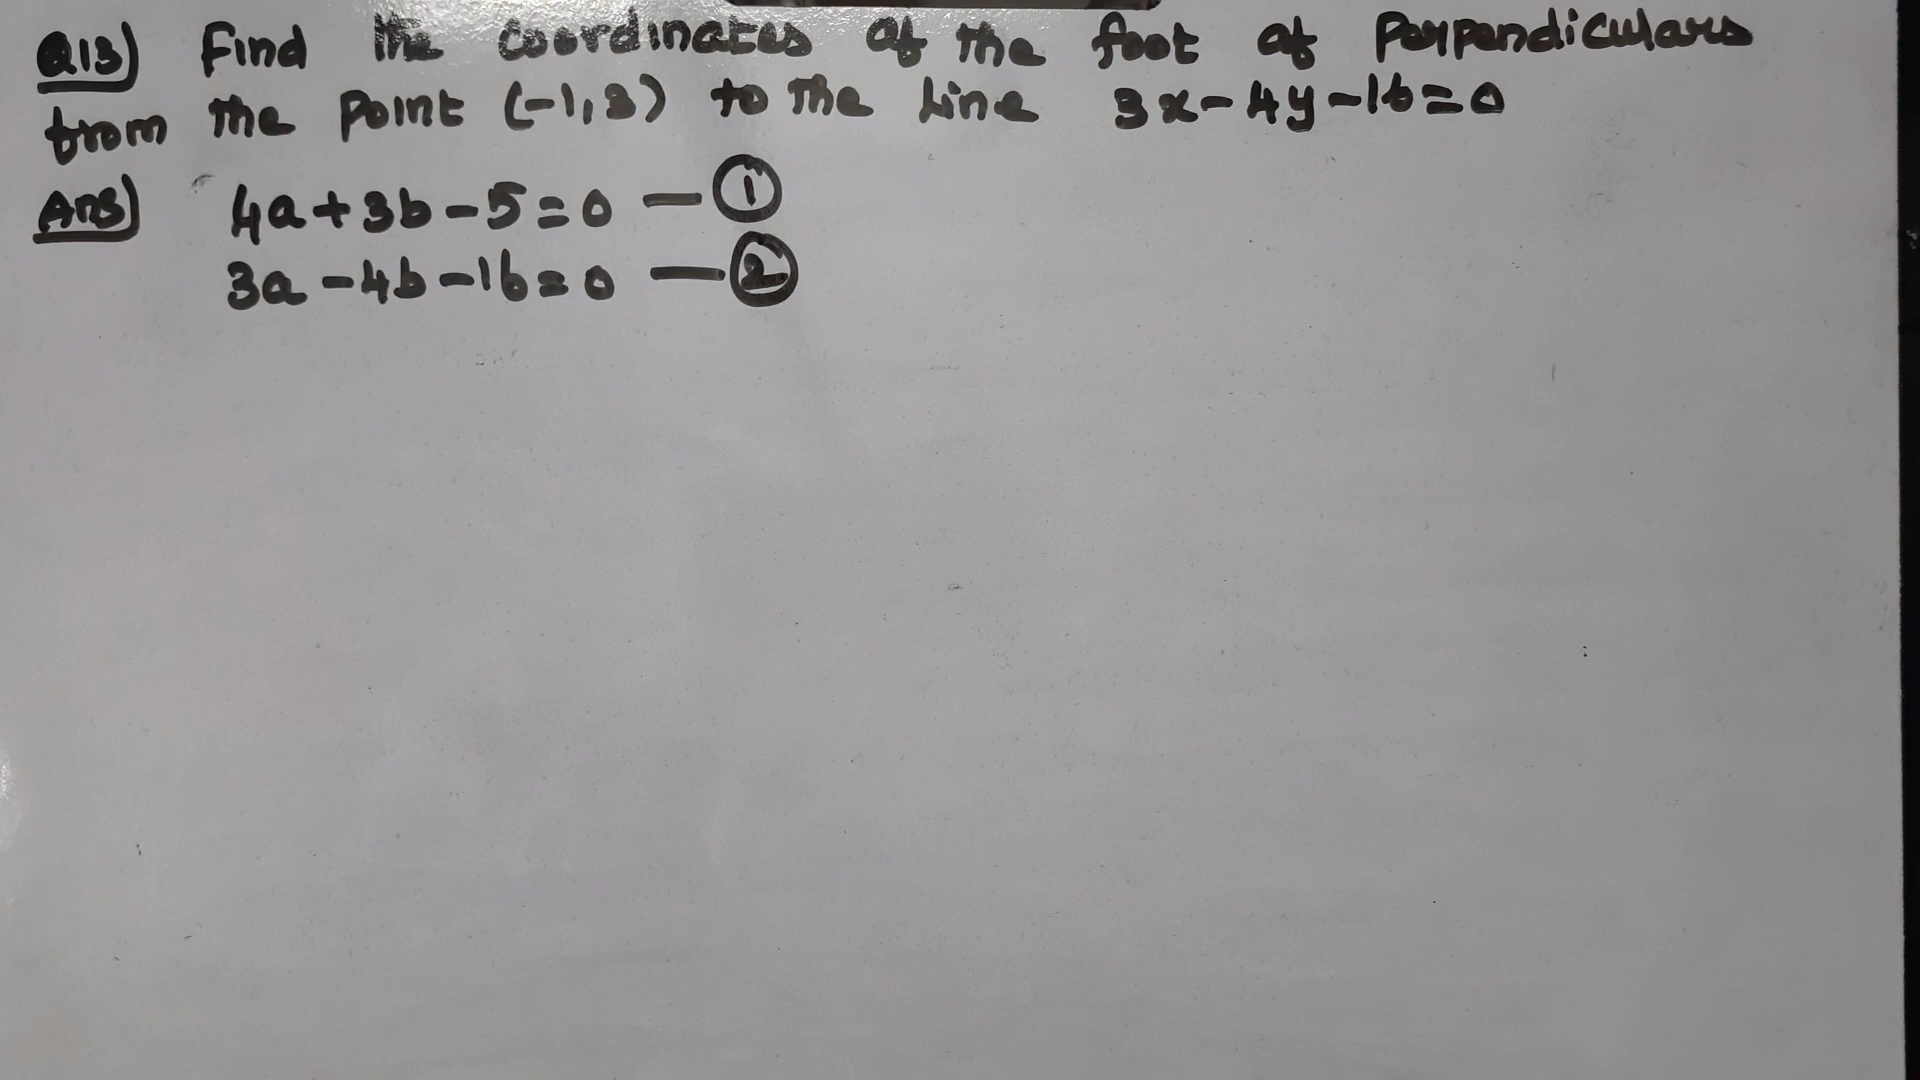 Q13) Find the coordinates of the foot of Perpendiculars
from the point (-1,3) to the line 3x-4y-16=0
Ans) 4a+3b-5=0 — ①
3a-4b-16=0 — ②